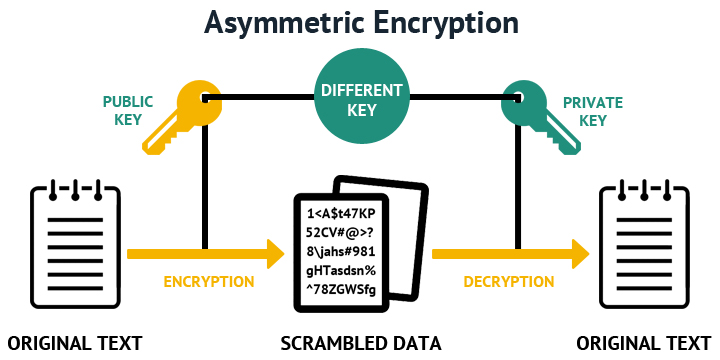 Asymmetric Encryption
PUBLIC
KEY
DIFFERENT
KEY
PRIVATE
KEY
1<A$t47KP
52CV#@>?
8\jahs#981
gHTasdsn%
^78ZGWSfg
ENCRYPTION
DECRYPTION
ORIGINAL TEXT
SCRAMBLED DATA
ORIGINAL TEXT